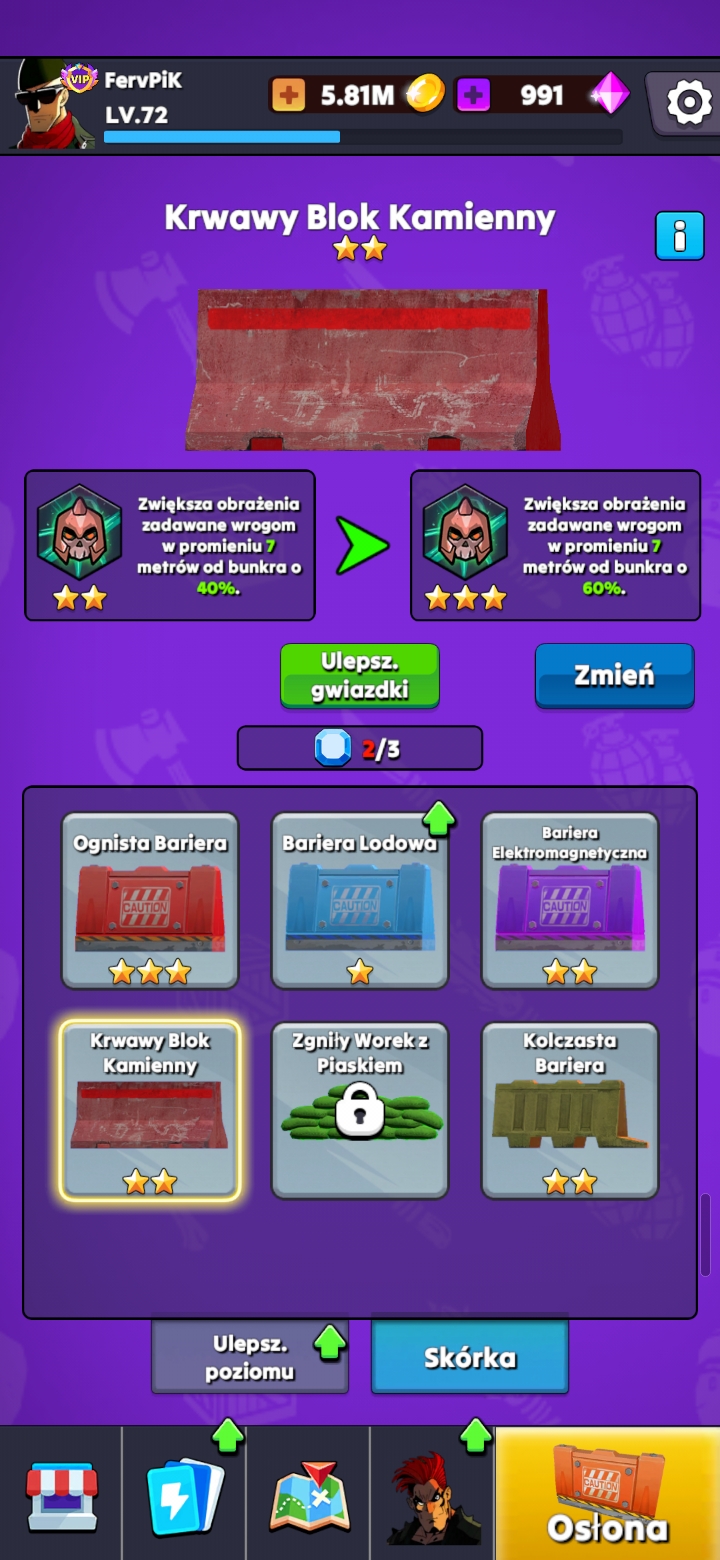 VIP
FervPiK
LV.72
5.81M
991
Krwawy Blok Kamienny
Zwiększa obrażenia
zadawane wrogom
w promieniu 7
metrów od bunkra o
40%.
Zwiększa obrażenia
zadawane wrogom
w promieniu 7
metrów od bunkra o
60%.
Ulepsz.
gwiazdki
Zmień
2/3
Ognista Bariera
CAUTION
Bariera Lodowa
CAUTION
Bariera
Elektromagnetyczna
CAUTION
Krwawy Blok
Kamienny
Zgniły Worek z
Piaskiem
Kolczasta
Bariera
Ulepsz.
poziomu
Skórka
CAUTION
Osłona